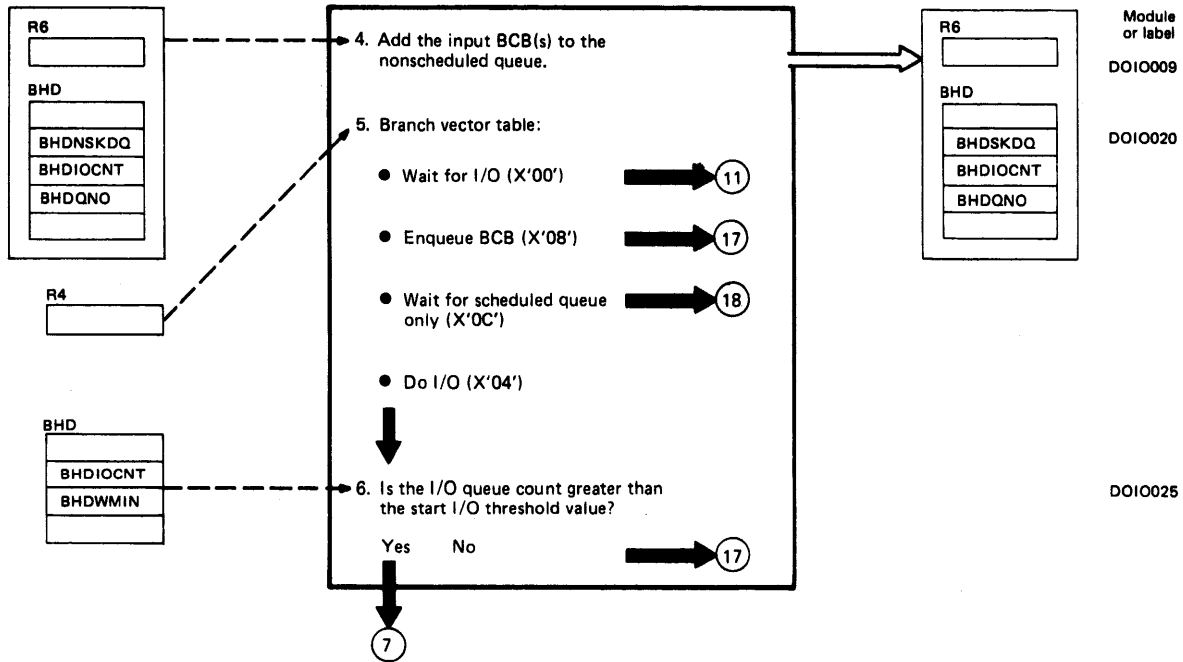 R6
BHD
BHDNSKDQ
BHDIOCNT
BHDQNO
R4
BHD
BHDIOCNT
BHDWMIN
4. Add the input BCB(s) to the
nonscheduled queue.
5. Branch vector table:
● Wait for I/O (X'00')
11
● Enqueue BCB (X'08')
17
● Wait for scheduled queue
only (X'0C')
18
● Do I/O (X'04')
6. Is the I/O queue count greater than
the start I/O threshold value?
Yes No
17
7
R6
BHD
BHDSKDQ
BHDIOCNT
BHDQNO
Module
or label
DOIO009
DOIO020
DOIO025